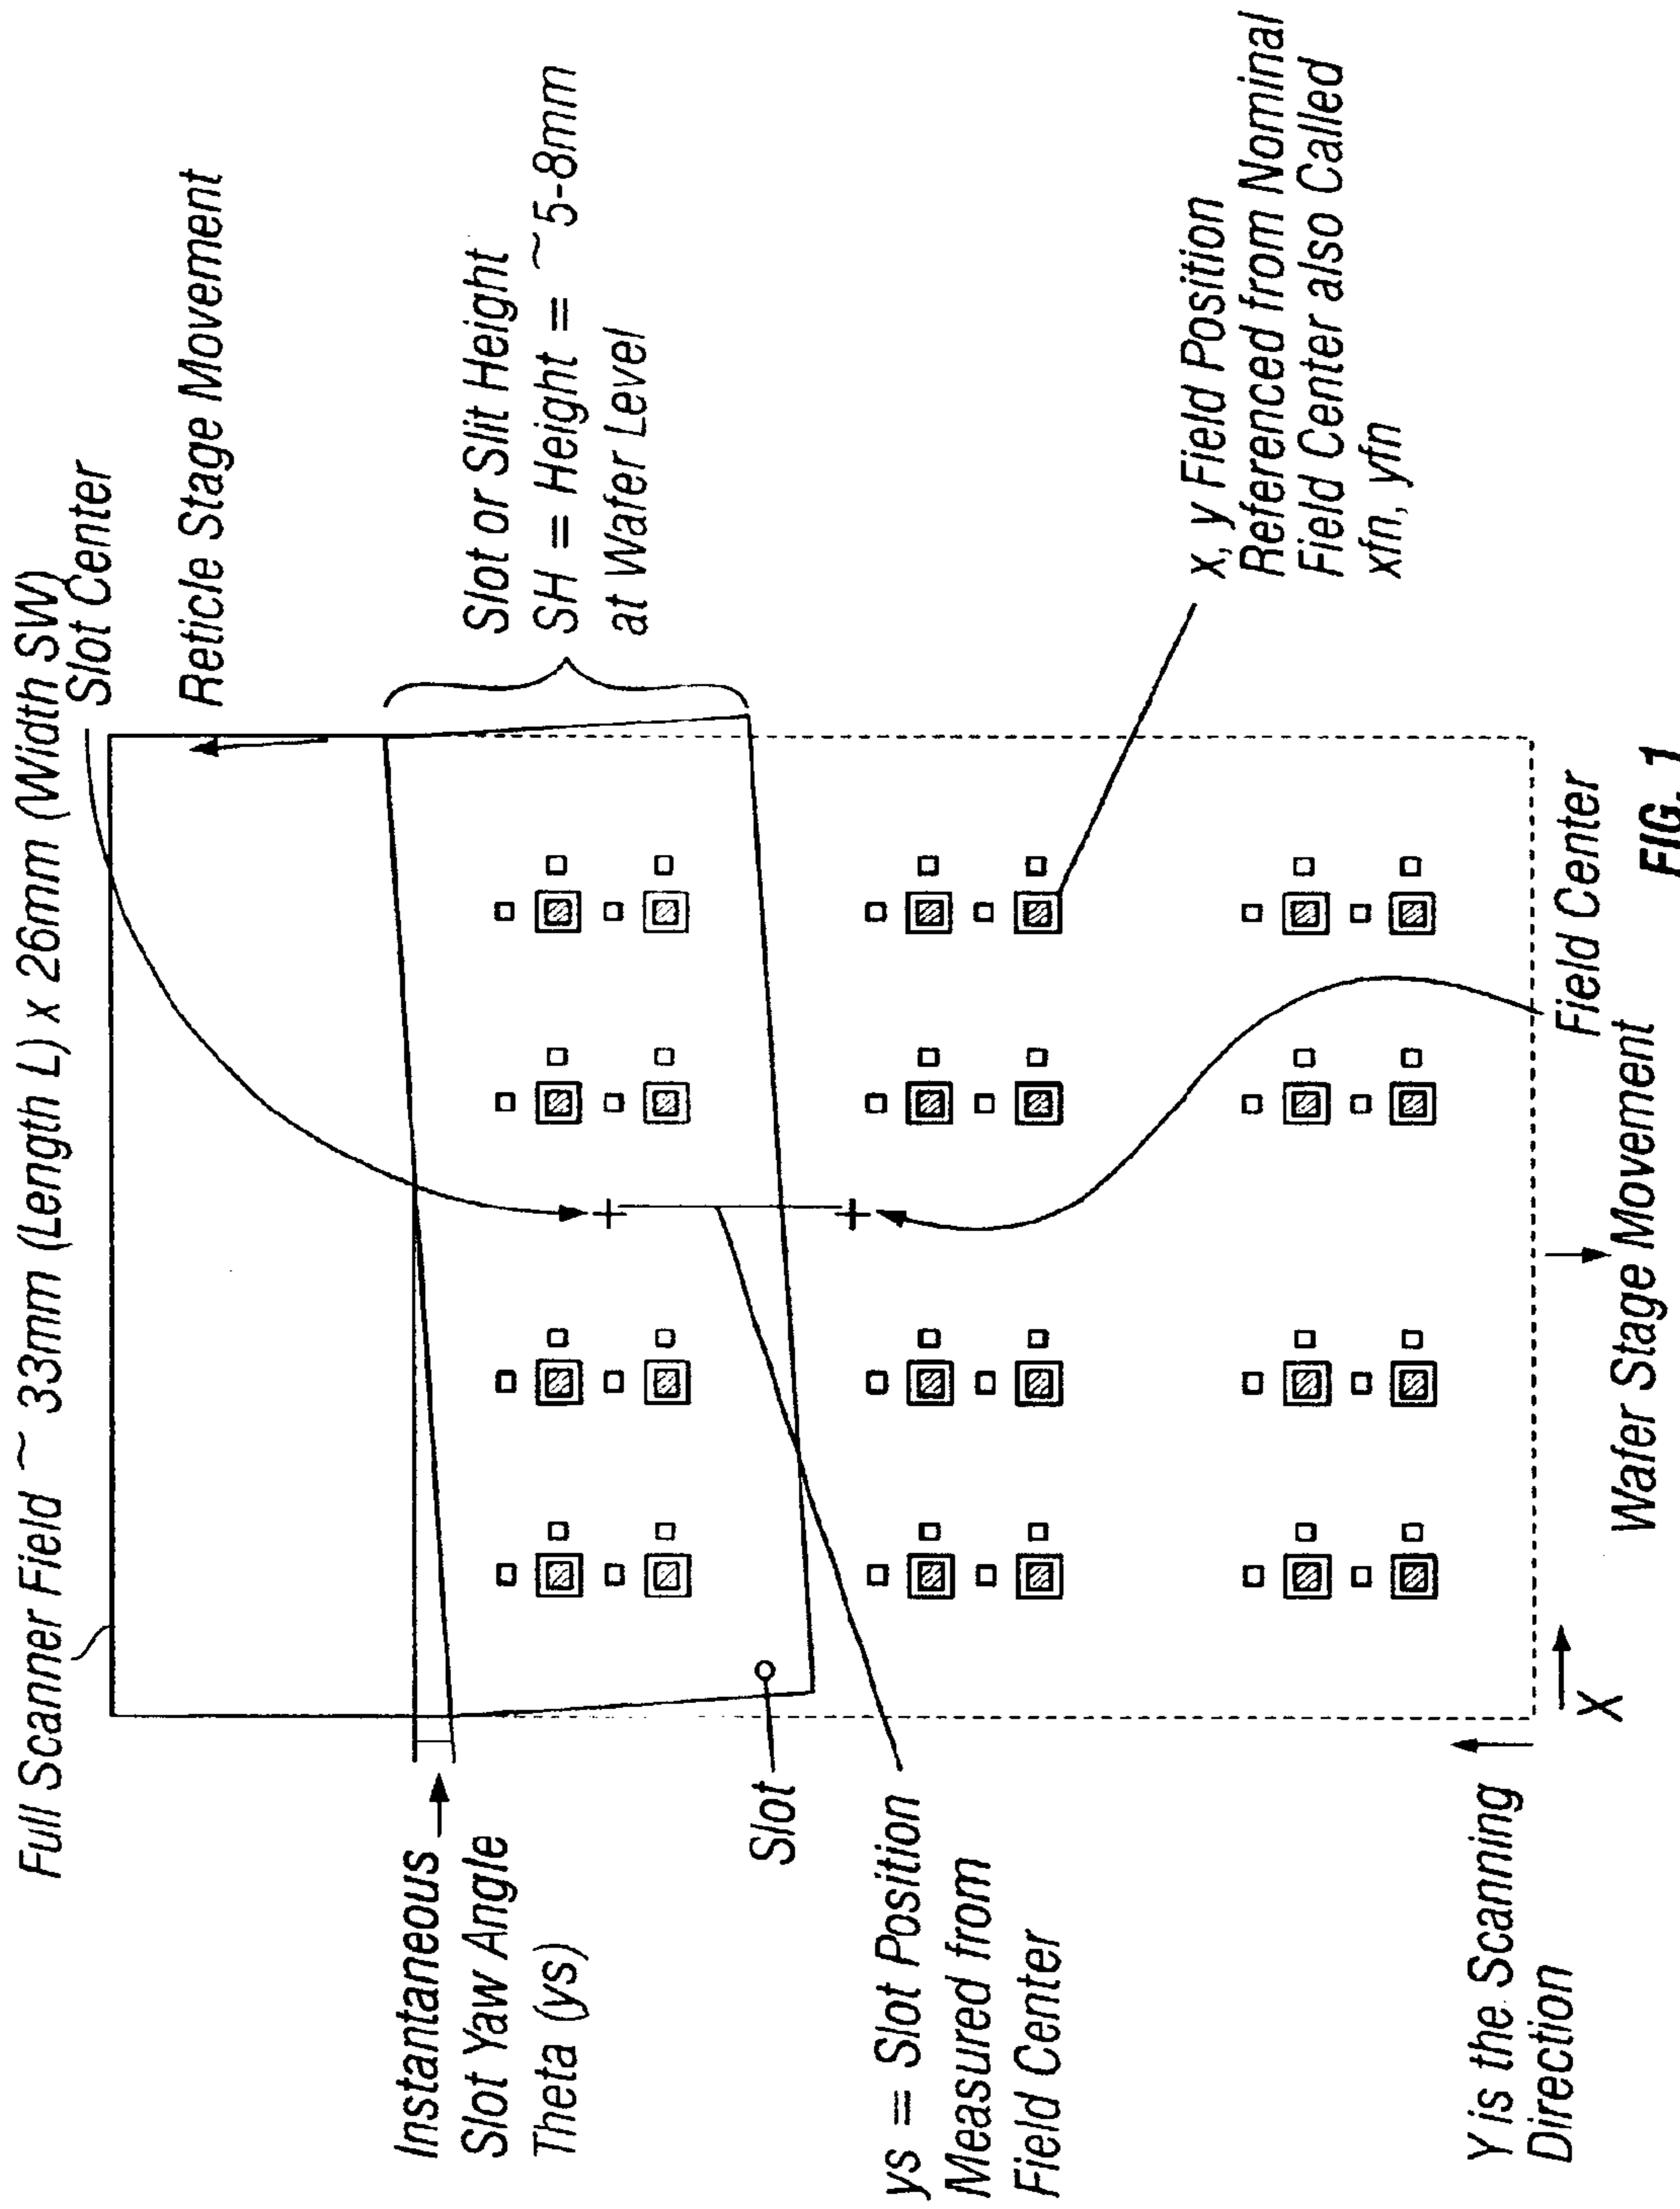 Full Scanner Field ~ 33mm (Length L) x 26mm (Width SW)
Slot Center
Reticle Stage Movement
Slot or Slit Height
SH = Height = ~ 5-8mm
at Wafer Level
Instantaneous
Slot Yaw Angle
Theta (ys)
Slot
ys = Slot Position
Measured from
Field Center
x, y Field Position
Referenced from Nominal
Field Center also Called
xfn, yfn
Y is the Scanning
Direction
X
Field Center
Wafer Stage Movement
FIG. 1